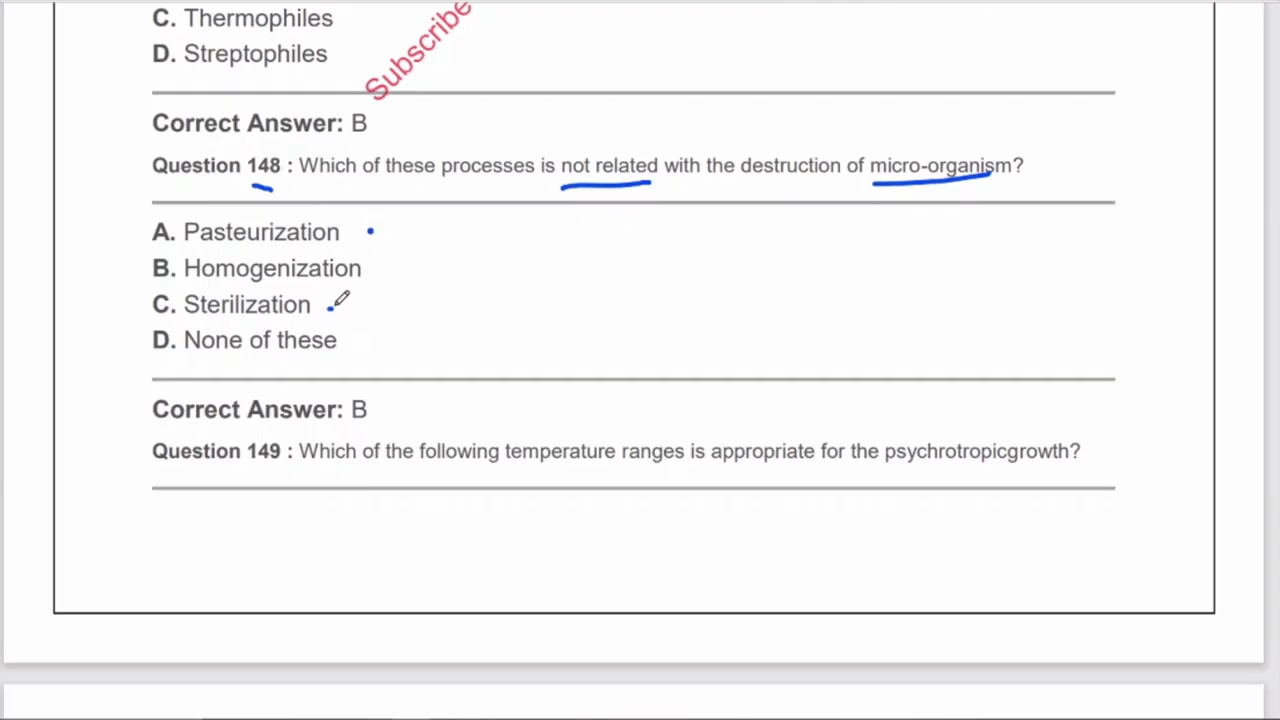 C. Thermophiles
D. Streptophiles
Subscribe
Correct Answer: B
Question 148 : Which of these processes is not related with the destruction of micro-organism?
A. Pasteurization
B. Homogenization
C. Sterilization
D. None of these
Correct Answer: B
Question 149 : Which of the following temperature ranges is appropriate for the psychrotropicgrowth?